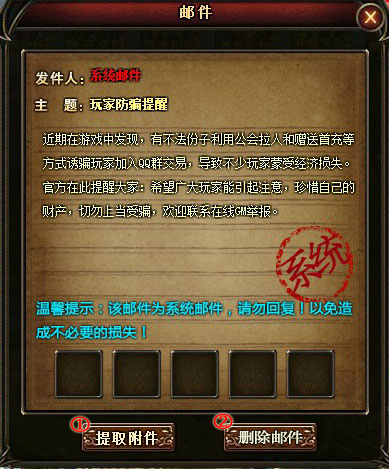 邮件
发件人：系统邮件
主　题：玩家防骗提醒
近期在游戏中发现，有不法份子利用公会拉人和赠送首充等
方式诱骗玩家加入QQ群交易，导致不少玩家蒙受经济损失。
官方在此提醒大家：希望广大玩家能引起注意，珍惜自己的
财产，切勿上当受骗，欢迎联系在线GM举报。
系统
温馨提示：该邮件为系统邮件，请勿回复！以免造
成不必要的损失！
① 提取附件 ② 删除邮件